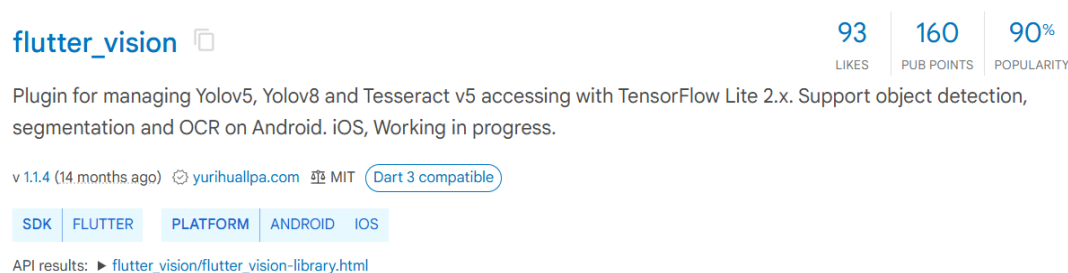 flutter_vision
93
LIKES
160
PUB POINTS
90%
POPULARITY
Plugin for managing Yolov5, Yolov8 and Tesseract v5 accessing with TensorFlow Lite 2.x. Support object detection,
segmentation and OCR on Android. iOS, Working in progress.
v 1.1.4 (14 months ago) yurihuallpa.com MIT Dart 3 compatible
SDK FLUTTER PLATFORM ANDROID IOS
API results: ▶ flutter_vision/flutter_vision-library.html